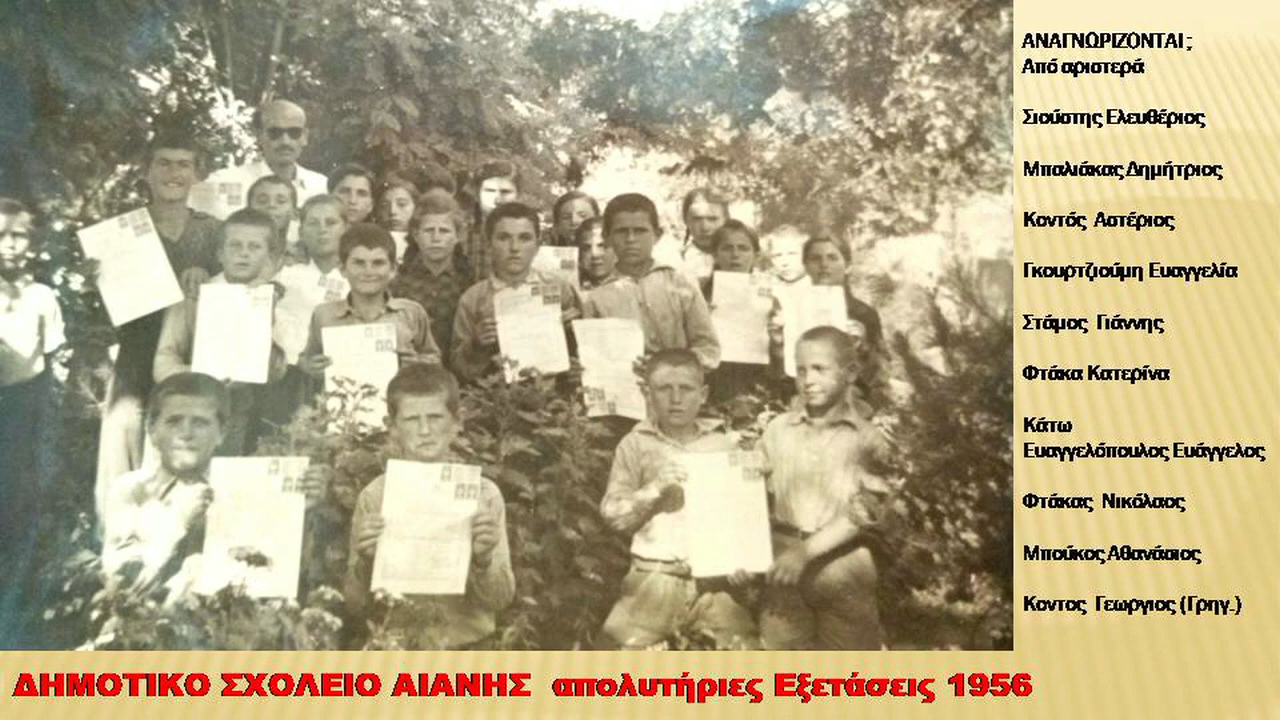 ΑΝΑΓΝΩΡΙΖΟΝΤΑΙ ;
Από αριστερά
Σιούστης Ελευθέριος
Μπαλιάκας Δημήτριος
Κοντός Αστέριος
Γκουρτζιούμη Ευαγγελία
Στάμος Γιάννης
Φτάκα Κατερίνα
Κάτω
Ευαγγελόπουλος Ευάγγελος
Φτάκας Νικόλαος
Μπούκος Αθανάσιος
Κοντος Γεωργιος (Γρηγ.)
ΔΗΜΟΤΙΚΟ ΣΧΟΛΕΙΟ ΑΙΑΝΗΣ απολυτήριες Εξετάσεις 1956